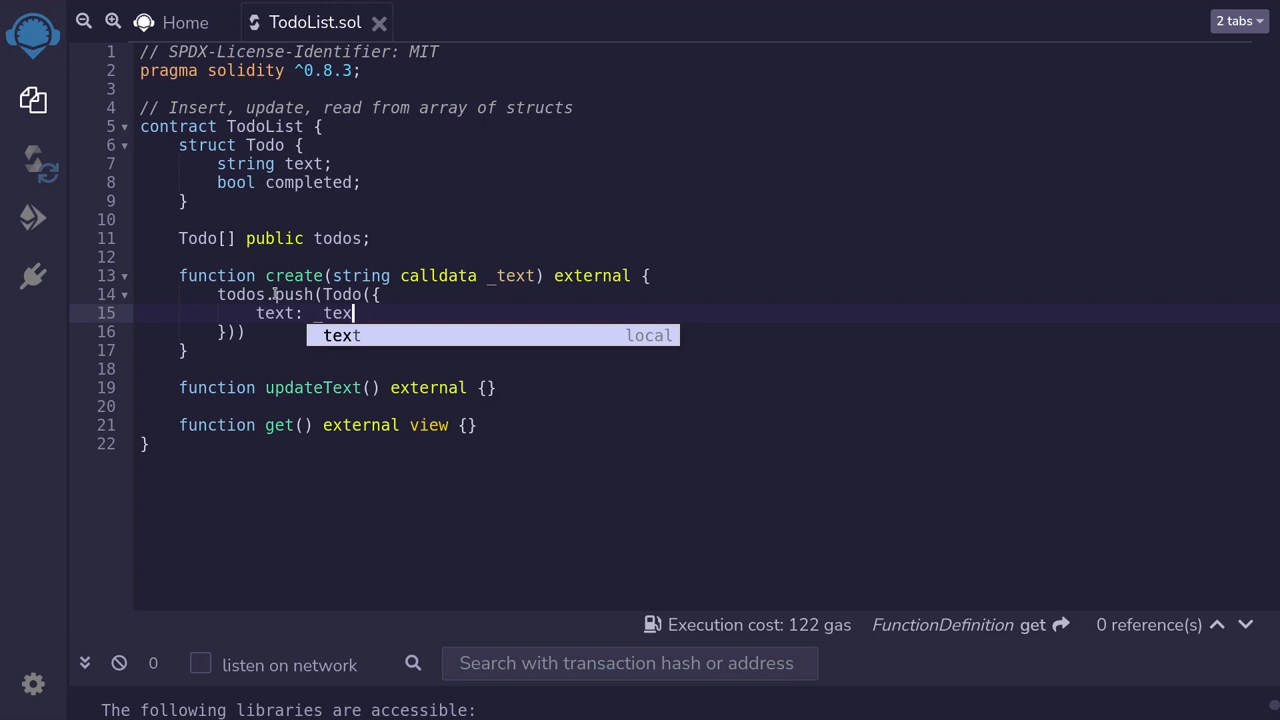 Home
TodoList.sol
2 tabs
1 // SPDX-License-Identifier: MIT
2 pragma solidity ^0.8.3;
3
4 // Insert, update, read from array of structs
5 contract TodoList {
6 struct Todo {
7 string text;
8 bool completed;
9 }
10
11 Todo[] public todos;
12
13 function create(string calldata _text) external {
14 todos.push(Todo({
15 text: _tex
16 }))
text local
17 }
18
19 function updateText() external {}
20
21 function get() external view {}
22 }
Execution cost: 122 gas FunctionDefinition get 0 reference(s)
0 listen on network Search with transaction hash or address
The following libraries are accessible: